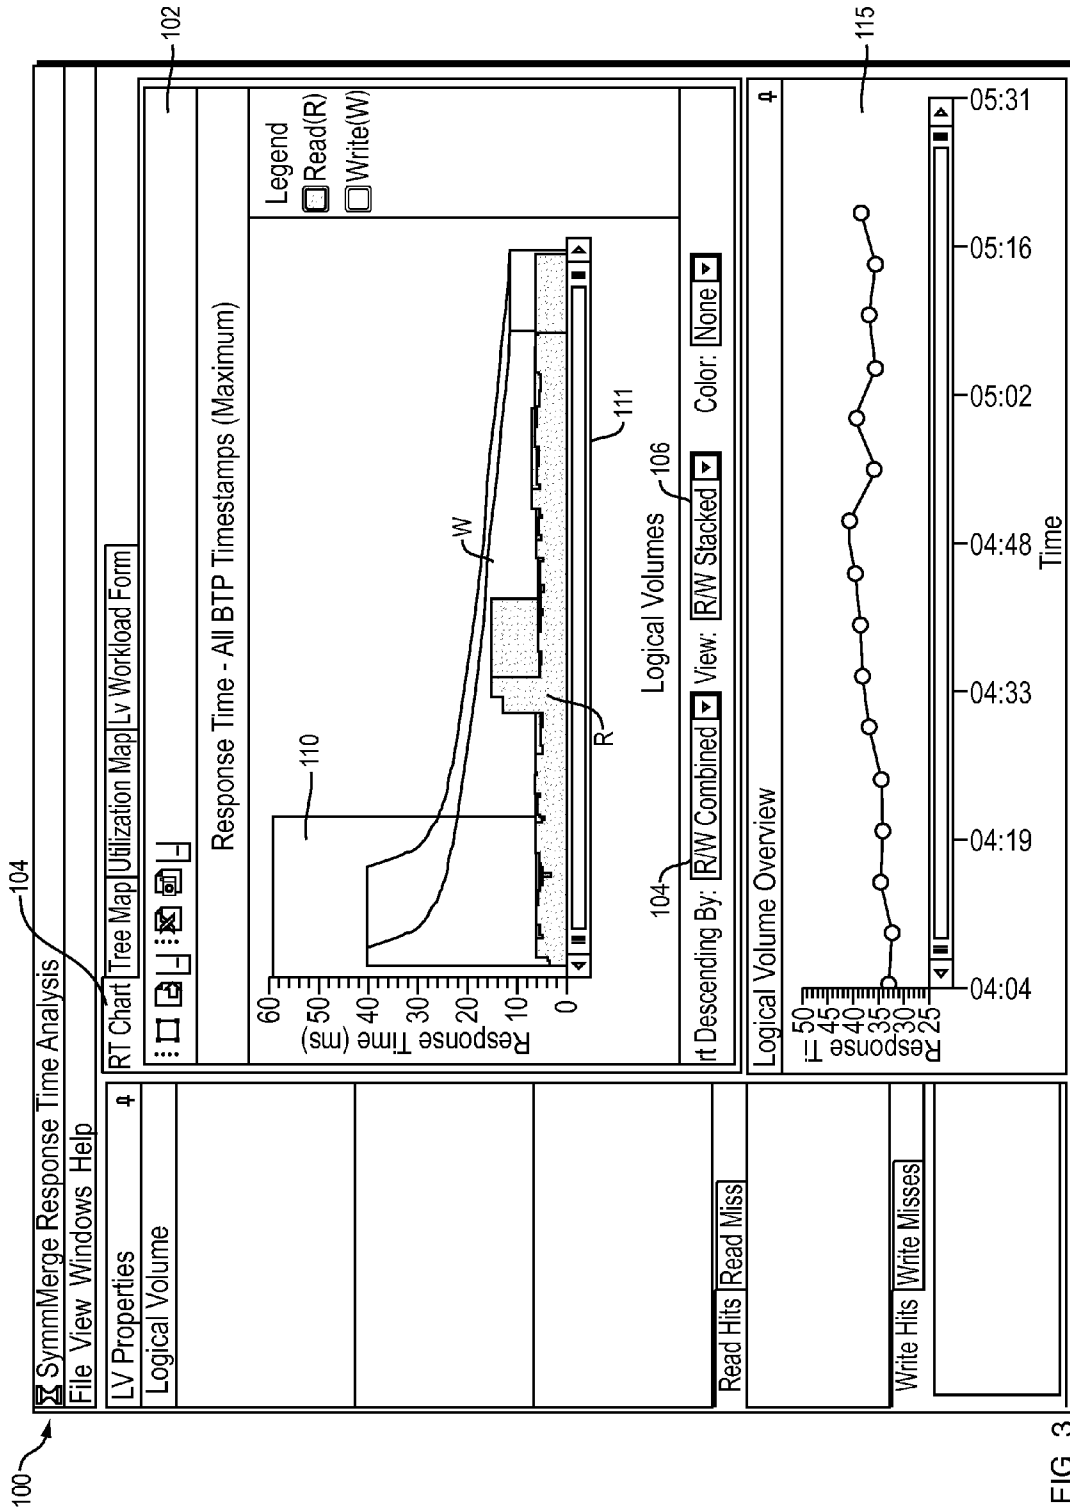 100
SymmMerge Response Time Analysis
File View Windows Help
104
102
LV Properties
Logical Volume
Read Hits Read Miss
Write Hits Write Misses
RT Chart Tree Map Utilization Map Lv Workload Form
Response Time - All BTP Timestamps (Maximum)
Legend
Read(R)
Write(W)
110
W
R
111
Response Time (ms)
60
50
40
30
20
10
0
Logical Volumes
104
106
rt Descending By: R/W Combined View: R/W Stacked Color: None
Logical Volume Overview
115
Response Ti...
50
45
40
35
30
25
04:04 04:19 04:33 04:48 05:02 05:16 05:31
Time
FIG. 3